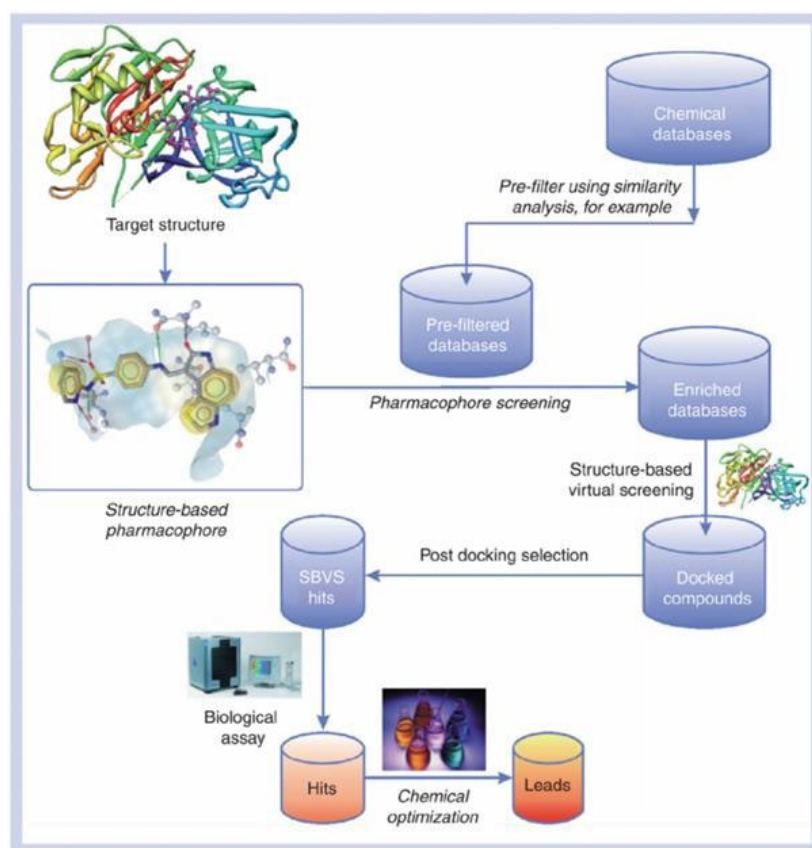 Chemical
databases
Pre-filter using similarity
analysis, for example
Target structure
Pre-filtered
databases
Pharmacophore screening
Enriched
databases
Structure-based
virtual screening
Structure-based
pharmacophore
SBVS
hits
Post docking selection
Docked
compounds
Biological
assay
Hits
Chemical
optimization
Leads